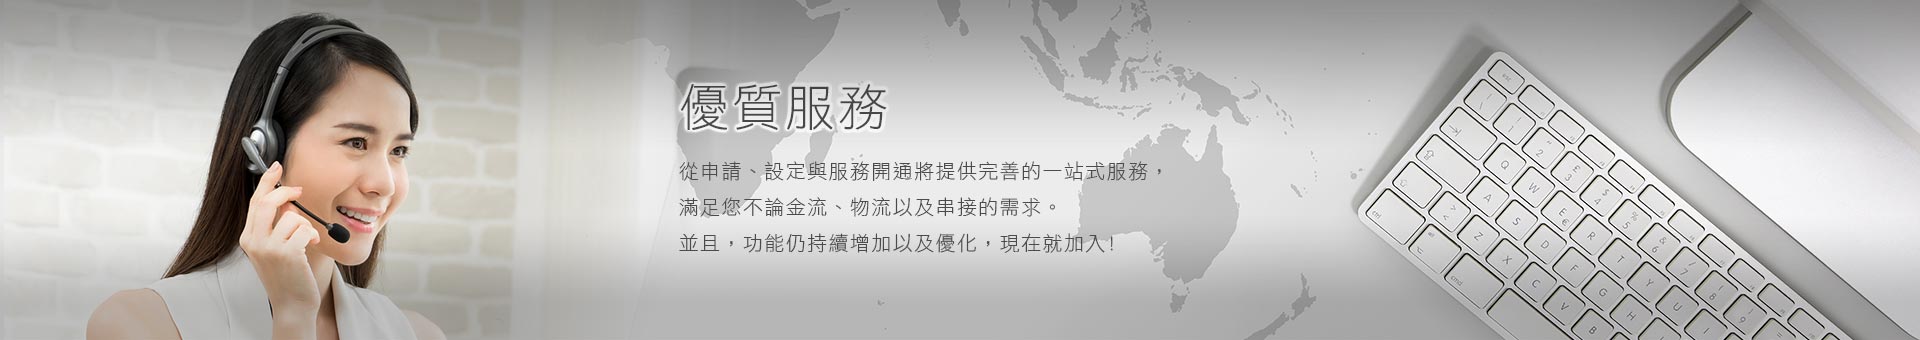 優質服務
從申請、設定與服務開通將提供完善的一站式服務，
滿足您不論金流、物流以及串接的需求。
並且，功能仍持續增加以及優化，現在就加入!